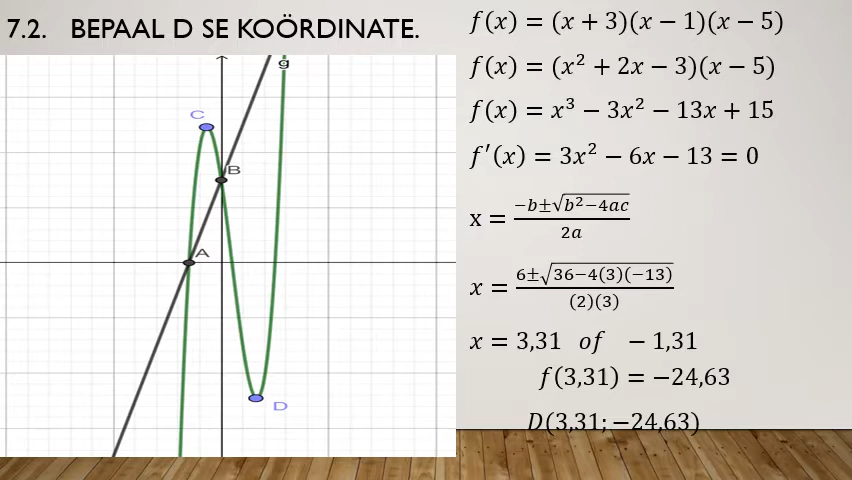 7.2. BEPAAL D SE KOÖRDINATE.
g
C
B
A
D
f(x) = (x + 3)(x − 1)(x − 5)
f(x) = (x² + 2x − 3)(x − 5)
f(x) = x³ − 3x² − 13x + 15
f′(x) = 3x² − 6x − 13 = 0
x = (−b±√(b²−4ac))/(2a)
x = (6±√(36−4(3)(−13)))/((2)(3))
x = 3,31 of − 1,31
f(3,31) = −24,63
D(3,31; −24,63)